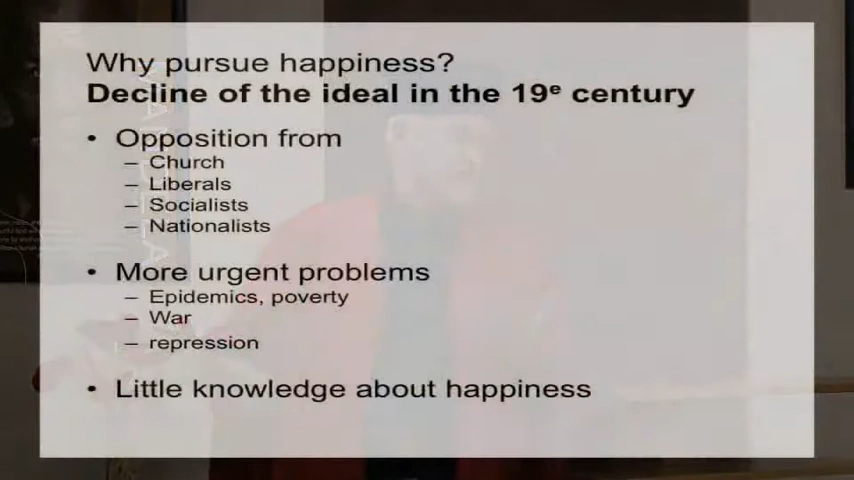 Why pursue happiness?
Decline of the ideal in the 19ᵉ century
• Opposition from
– Church
– Liberals
– Socialists
– Nationalists
• More urgent problems
– Epidemics, poverty
– War
– repression
• Little knowledge about happiness